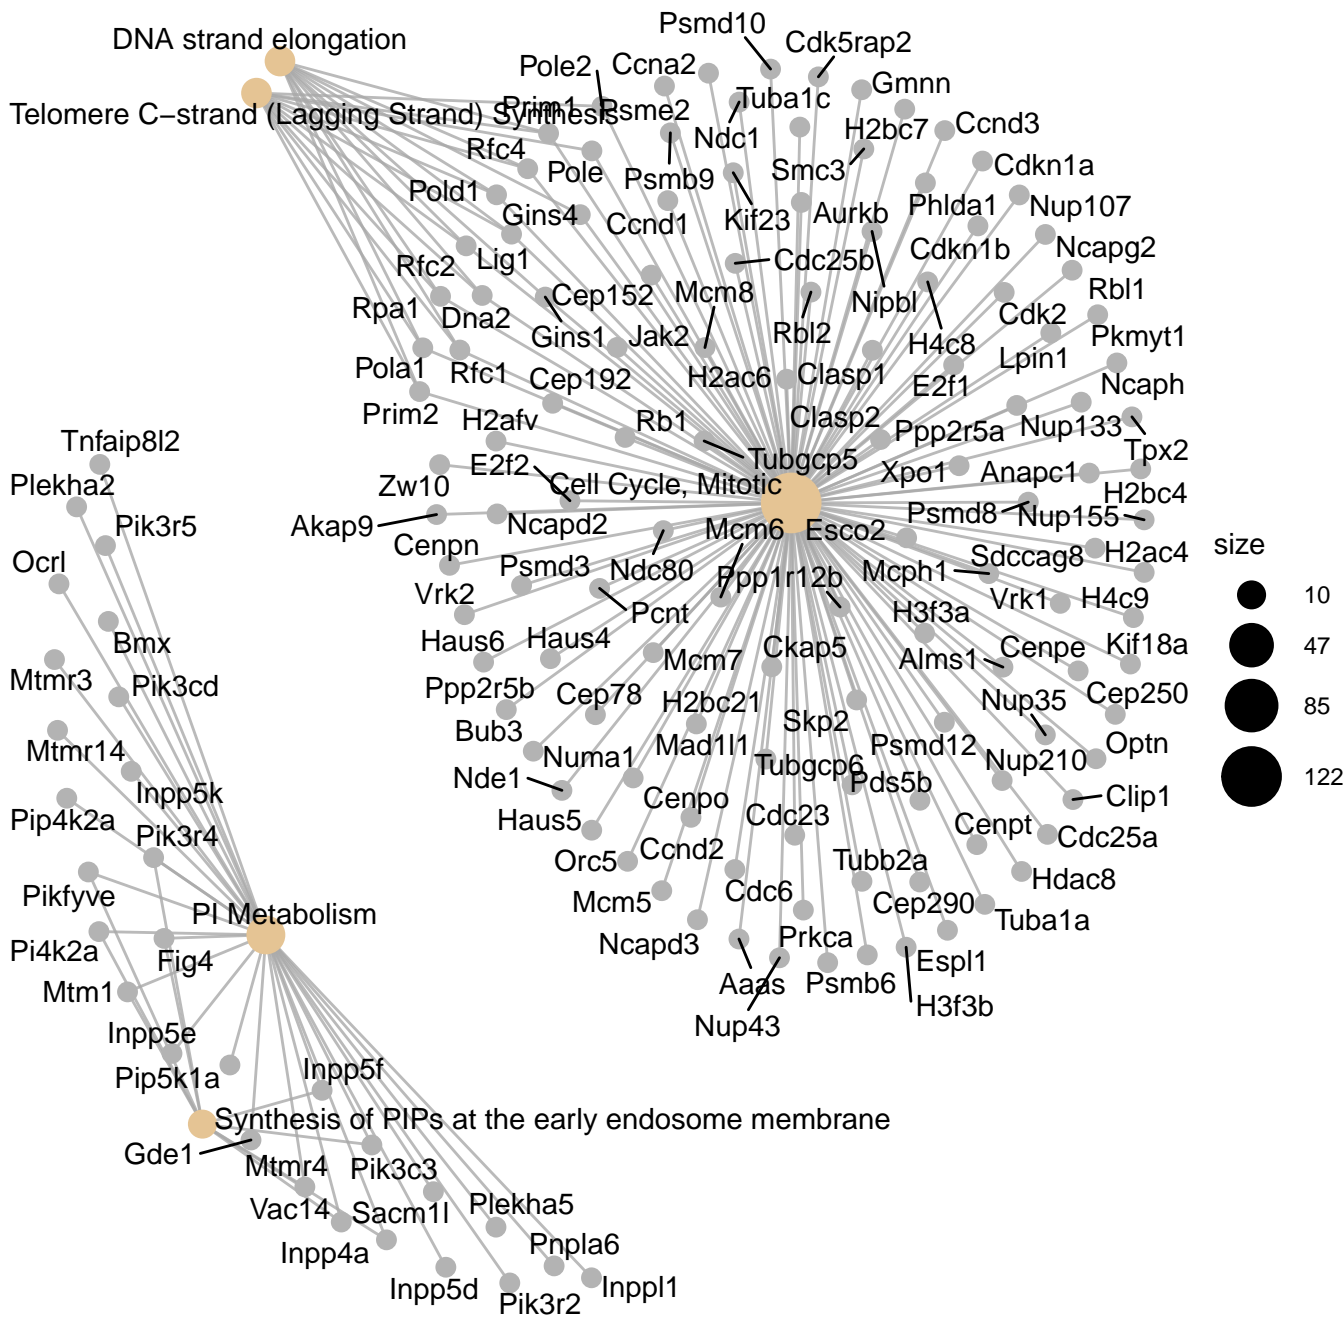 Psmd10
DNA strand elongation
Cdk5rap2
Pole2
Ccna2
Gmnn
Telomere C−strand (Lagging Strand) Synthesis
Prim1
Psme2
Tuba1c
Ndc1
H2bc7
Ccnd3
Rfc4
Pole
Psmb9
Smc3
Cdkn1a
Pold1
Gins4
Ccnd1
Kif23
Aurkb
Phlda1
Nup107
Rfc2
Lig1
Cdc25b
Cdkn1b
Ncapg2
Rpa1
Dna2
Cep152
Mcm8
Nipbl
Rbl1
Gins1
Jak2
Rbl2
H4c8
Cdk2
Pkmyt1
Pola1
Rfc1
Cep192
H2ac6
Clasp1
E2f1
Lpin1
Ncaph
Prim2
H2afv
Rb1
Clasp2
Ppp2r5a
Nup133
Tpx2
Tnfaip8l2
E2f2
Tubgcp5
Xpo1
Anapc1
Plekha2
Zw10
Cell Cycle, Mitotic
H2bc4
Pik3r5
Akap9
Ncapd2
Mcm6
Esco2
Psmd8
Nup155
Ocrl
Cenpn
Psmd3
Ndc80
Ppp1r12b
Mcph1
Sdccag8
H2ac4
size
Vrk2
Pcnt
H3f3a
Vrk1
H4c9
10
Bmx
Haus6
Haus4
Mcm7
Ckap5
Alms1
Cenpe
Kif18a
47
Mtmr3
Pik3cd
Ppp2r5b
Cep78
H2bc21
Skp2
Nup35
Cep250
85
Mtmr14
Bub3
Numa1
Mad1l1
Psmd12
Nup210
Optn
Inpp5k
Nde1
Cenpo
Tubgcp6
Pds5b
Clip1
122
Pip4k2a
Pik3r4
Haus5
Ccnd2
Cdc23
Cenpt
Cdc25a
Pikfyve
Orc5
Cdc6
Tubb2a
Hdac8
PI Metabolism
Mcm5
Prkca
Cep290
Tuba1a
Pi4k2a
Fig4
Ncapd3
Aaas
Psmb6
Espl1
Mtm1
Nup43
H3f3b
Inpp5e
Pip5k1a
Inpp5f
Synthesis of PIPs at the early endosome membrane
Gde1
Mtmr4
Pik3c3
Vac14
Sacm1l
Plekha5
Inpp4a
Pnpla6
Inpp5d
Pik3r2
Inppl1